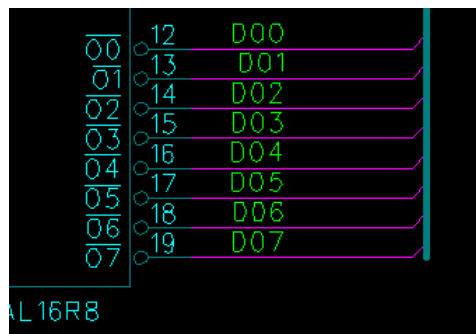 O0 12 D00
O1 13 D01
O2 14 D02
O3 15 D03
O4 16 D04
O5 17 D05
O6 18 D06
O7 19 D07
AL16R8